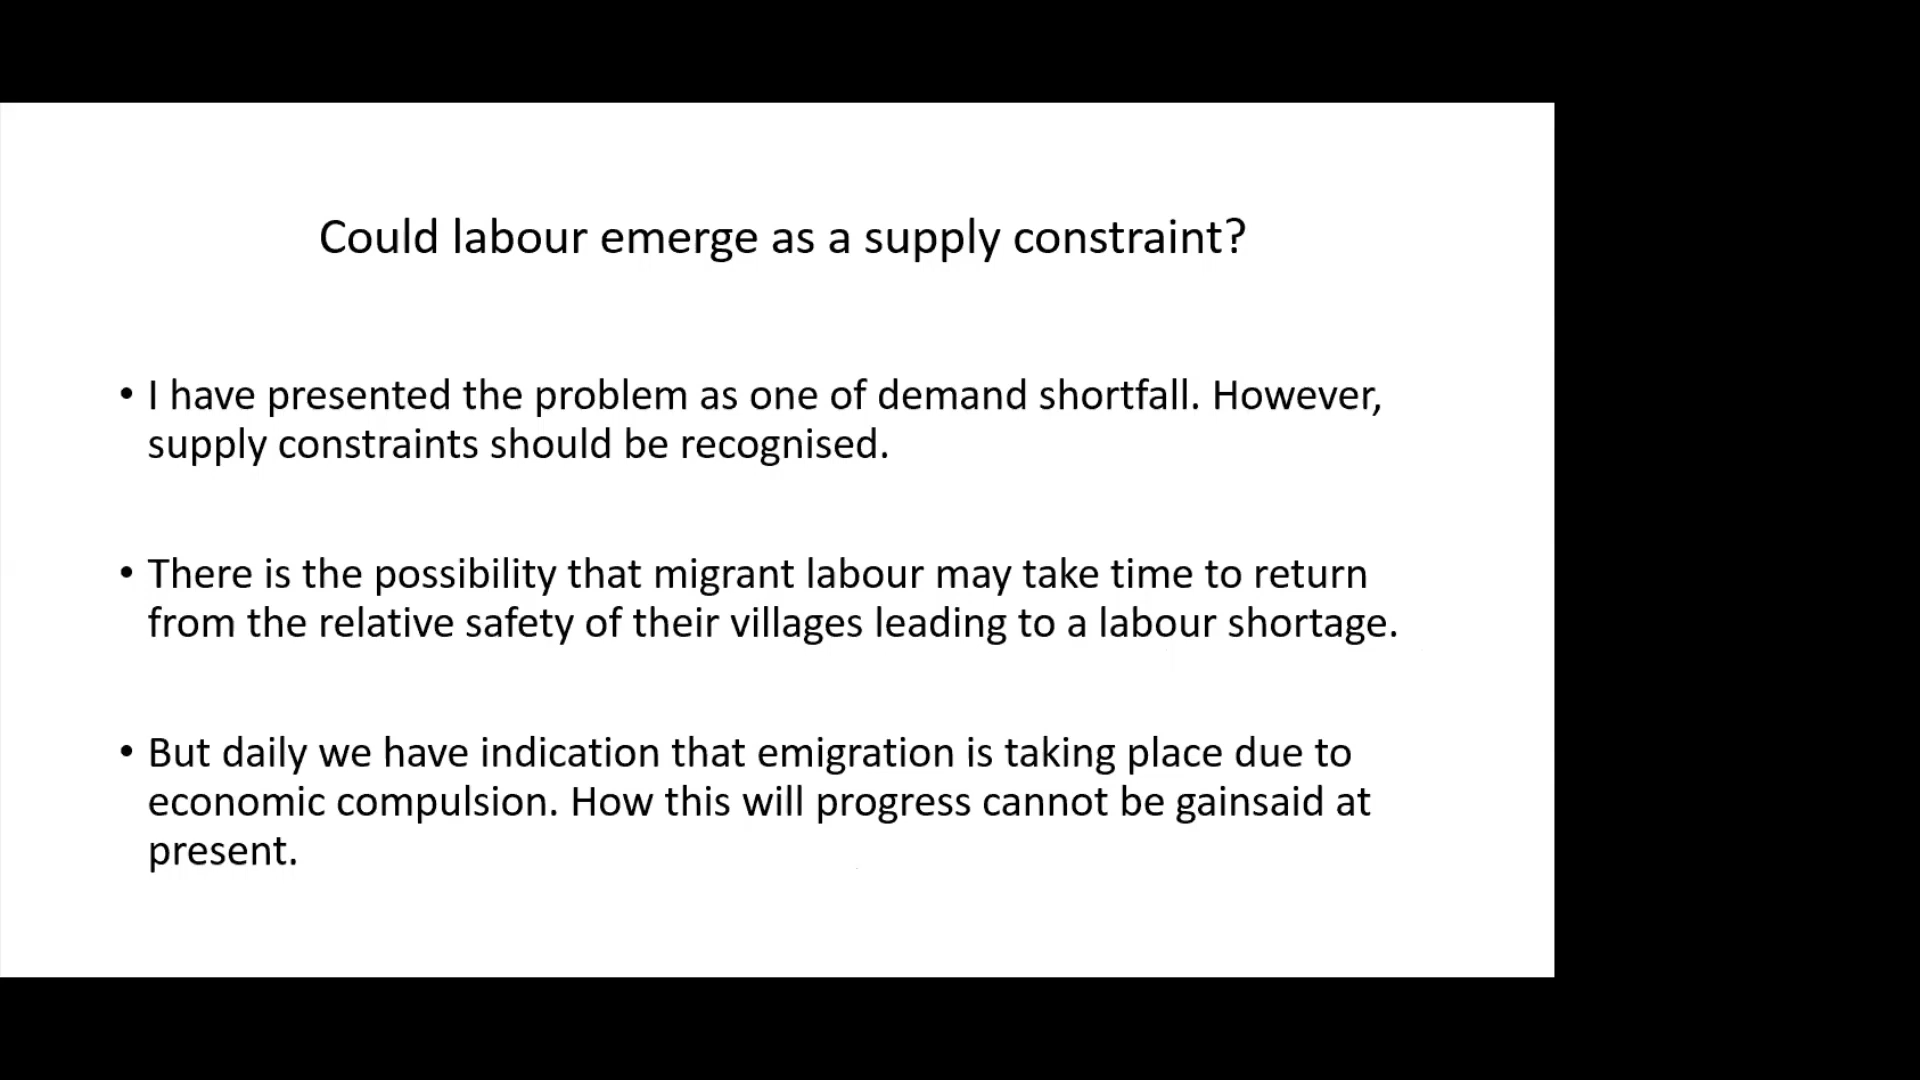 Could labour emerge as a supply constraint?
• I have presented the problem as one of demand shortfall. However,
supply constraints should be recognised.
• There is the possibility that migrant labour may take time to return
from the relative safety of their villages leading to a labour shortage.
• But daily we have indication that emigration is taking place due to
economic compulsion. How this will progress cannot be gainsaid at
present.